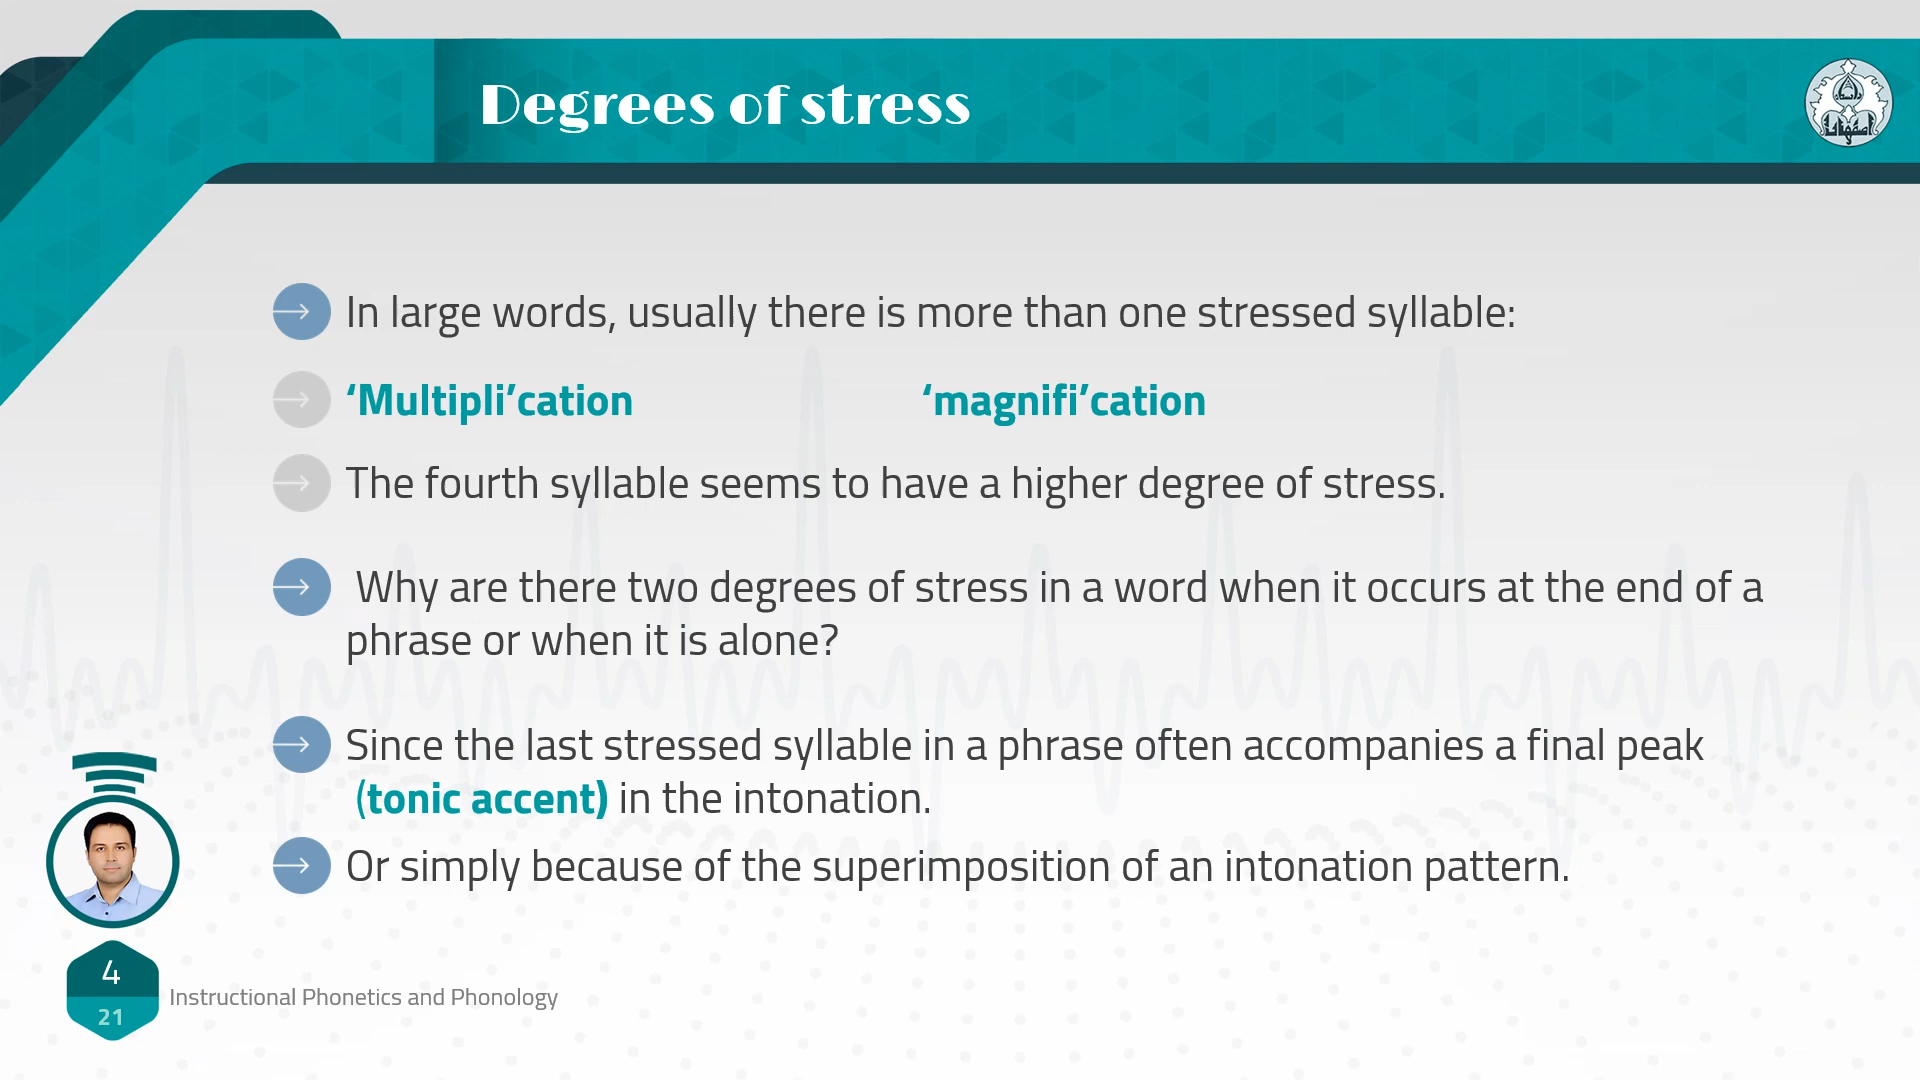 Degrees of stress
In large words, usually there is more than one stressed syllable:
‘Multipli’cation ‘magnifi’cation
The fourth syllable seems to have a higher degree of stress.
Why are there two degrees of stress in a word when it occurs at the end of a
phrase or when it is alone?
Since the last stressed syllable in a phrase often accompanies a final peak
(tonic accent) in the intonation.
Or simply because of the superimposition of an intonation pattern.
4
21
Instructional Phonetics and Phonology